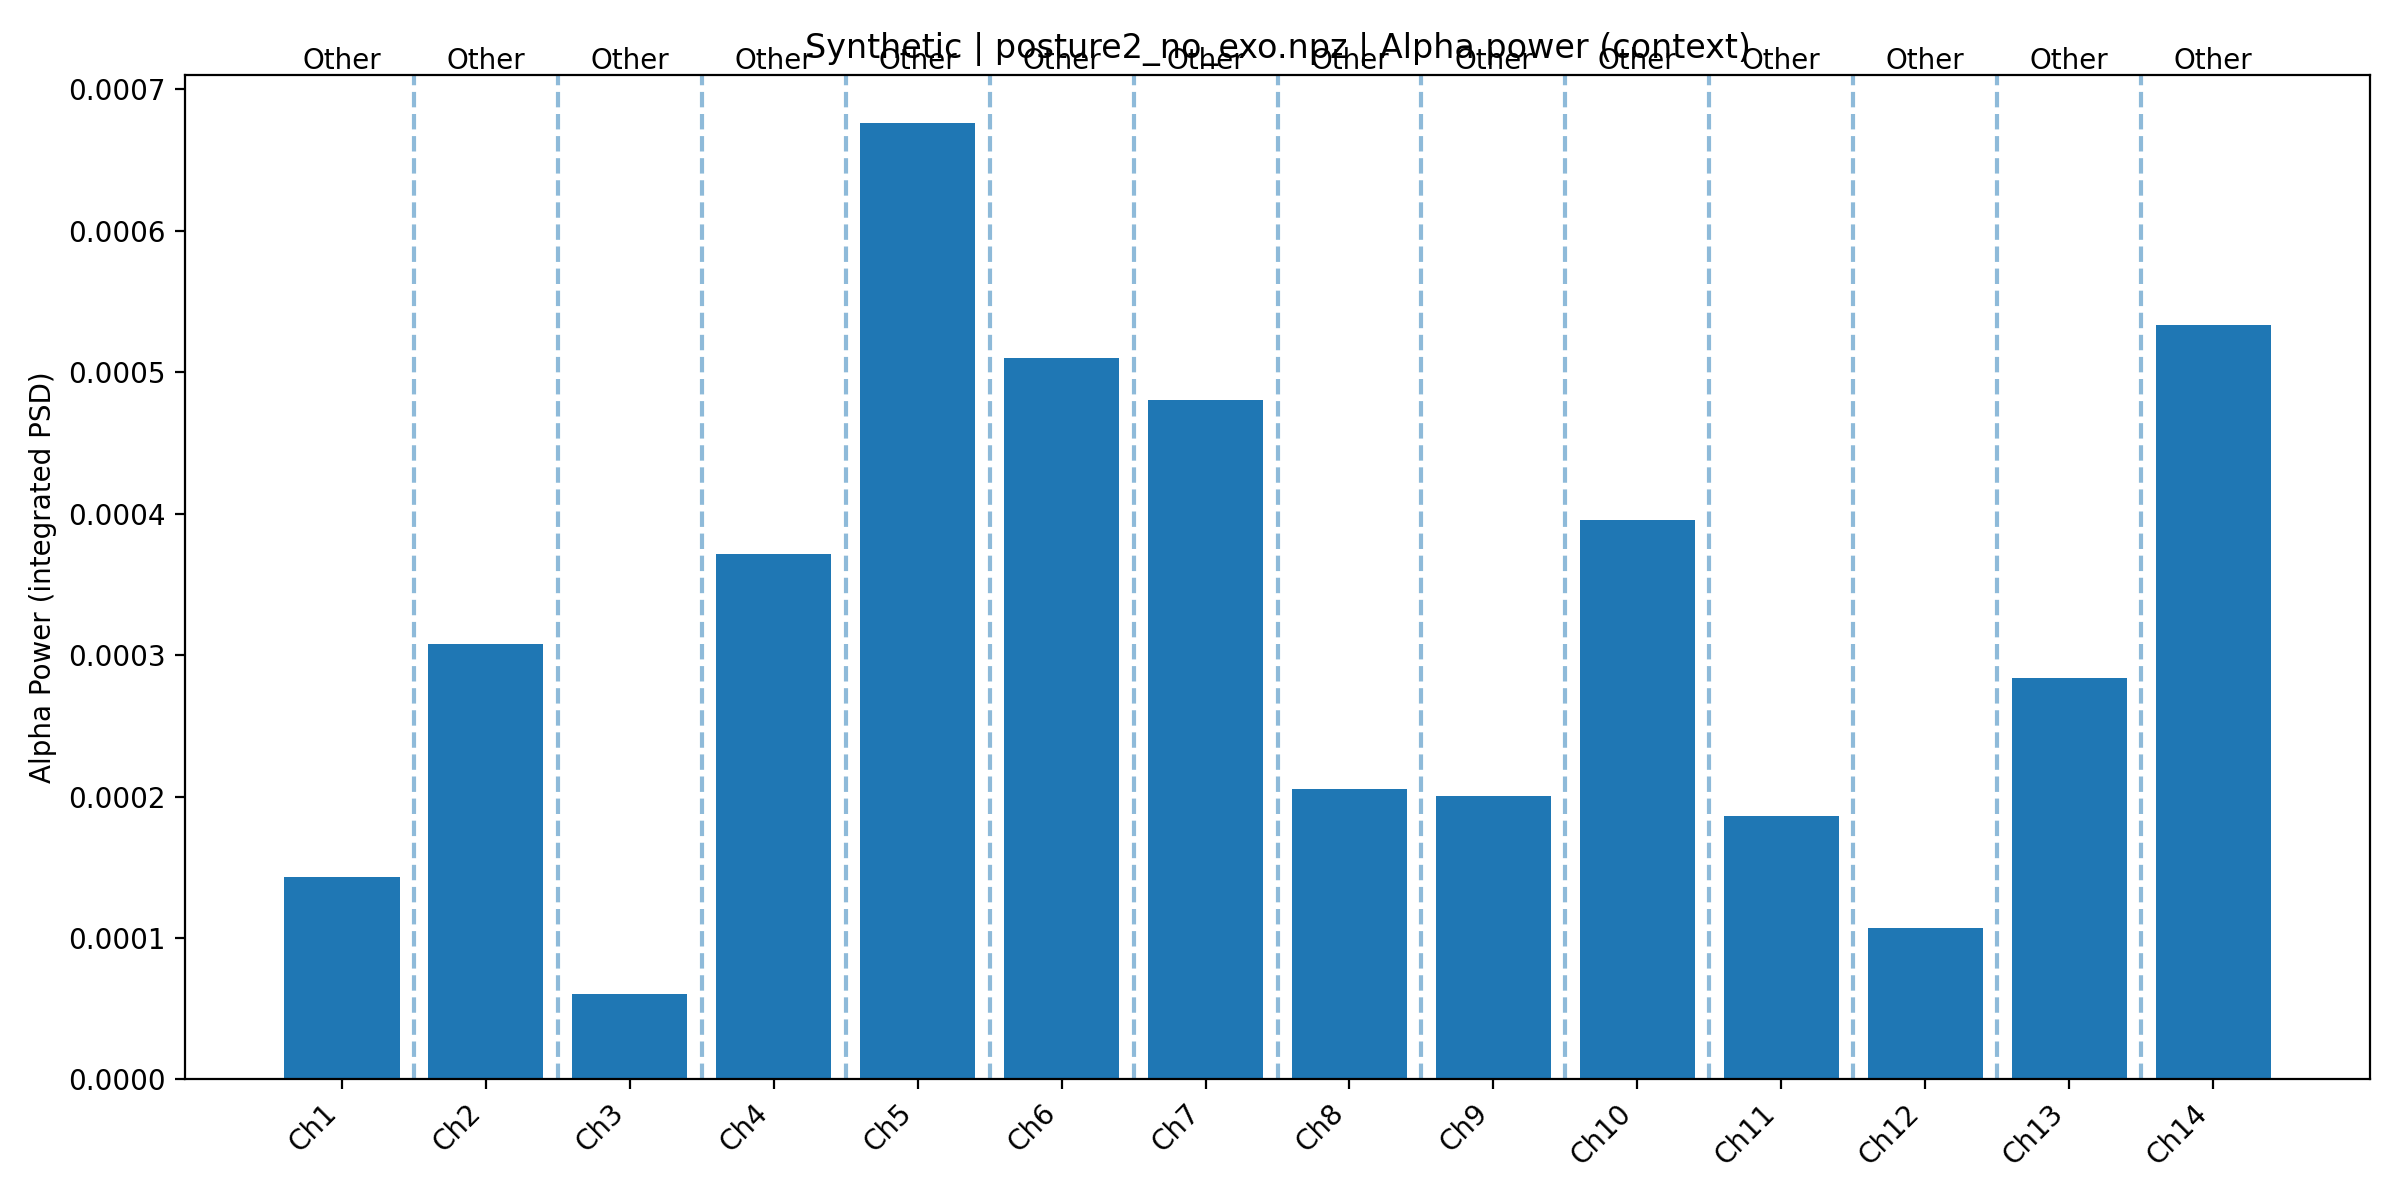 Synthetic | posture2_no_exo.npz | Alpha power (context)
Other Other Other Other Other Other Other Other Other Other Other Other Other Other
Alpha Power (integrated PSD)
0.0007
0.0006
0.0005
0.0004
0.0003
0.0002
0.0001
0.0000
Ch1 Ch2 Ch3 Ch4 Ch5 Ch6 Ch7 Ch8 Ch9 Ch10 Ch11 Ch12 Ch13 Ch14